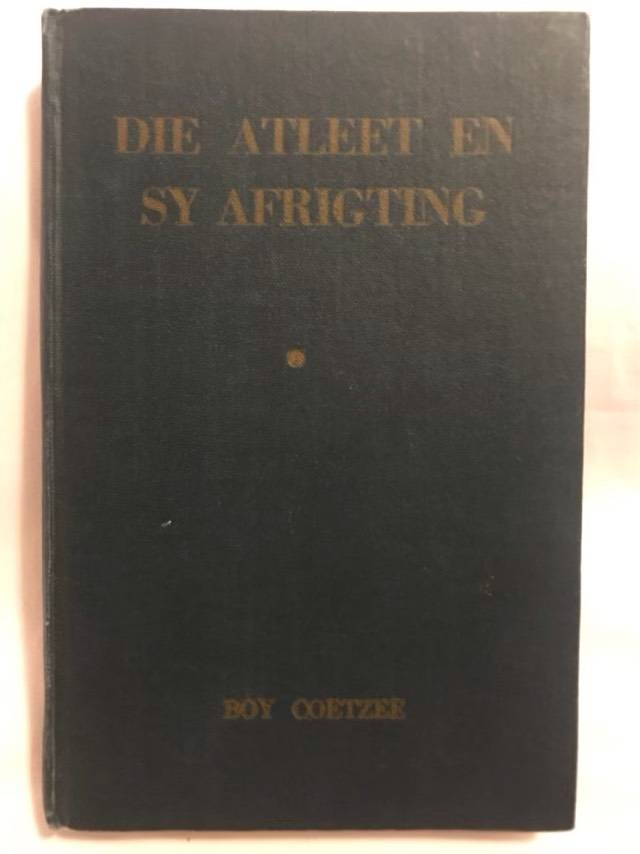 DIE ATLEET EN
SY AFRIGTING
BOY COETZEE